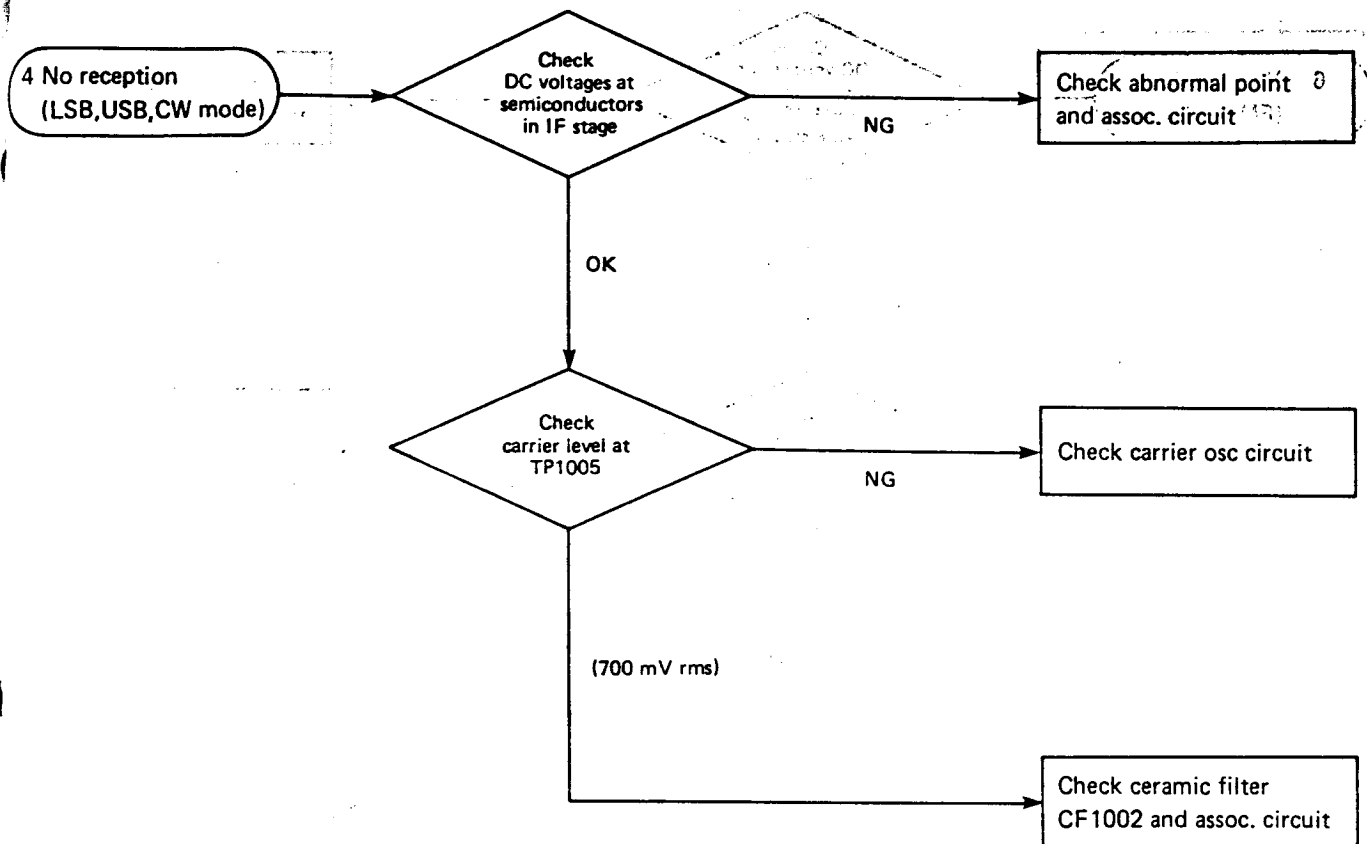 4 No reception
(LSB,USB,CW mode)
Check
DC voltages at
semiconductors
in IF stage
NG
Check abnormal point
and assoc. circuit
OK
Check
carrier level at
TP1005
NG
Check carrier osc circuit
(700 mV rms)
Check ceramic filter
CF1002 and assoc. circuit